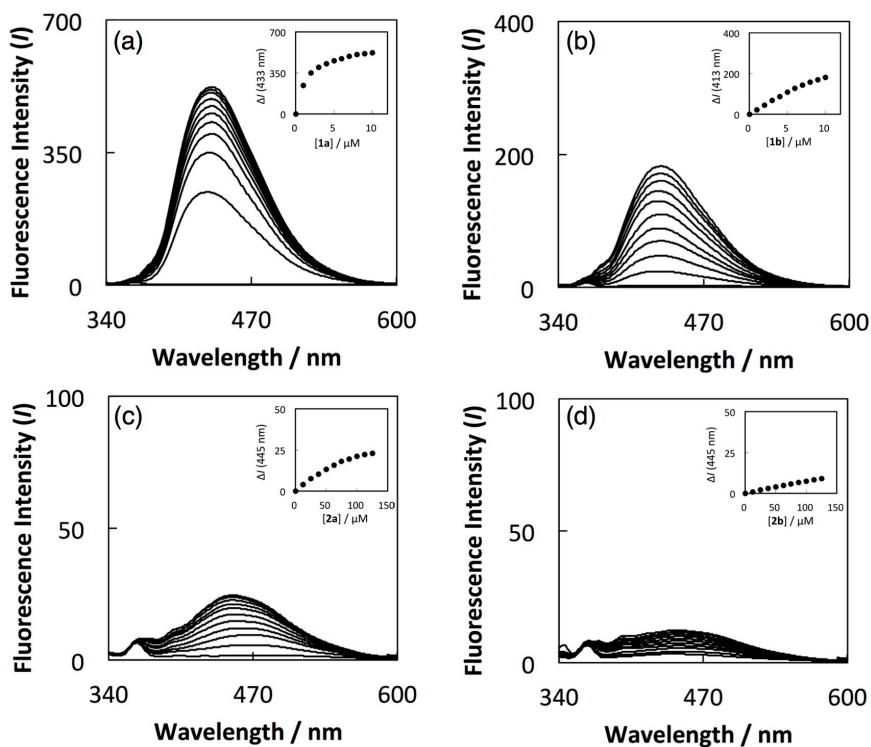 (a)
Fluorescence Intensity (I)
700
350
0
340
470
600
Wavelength / nm
ΔI (433 nm)
700
350
0
0
5
10
[1a] / μM
(b)
Fluorescence Intensity (I)
400
200
0
340
470
600
Wavelength / nm
ΔI (413 nm)
400
200
0
0
5
10
[1b] / μM
(c)
Fluorescence Intensity (I)
100
50
0
340
470
600
Wavelength / nm
ΔI (445 nm)
50
25
0
0
50
100
150
[2a] / μM
(d)
Fluorescence Intensity (I)
100
50
0
340
470
600
Wavelength / nm
ΔI (445 nm)
50
25
0
0
50
100
150
[2b] / μM